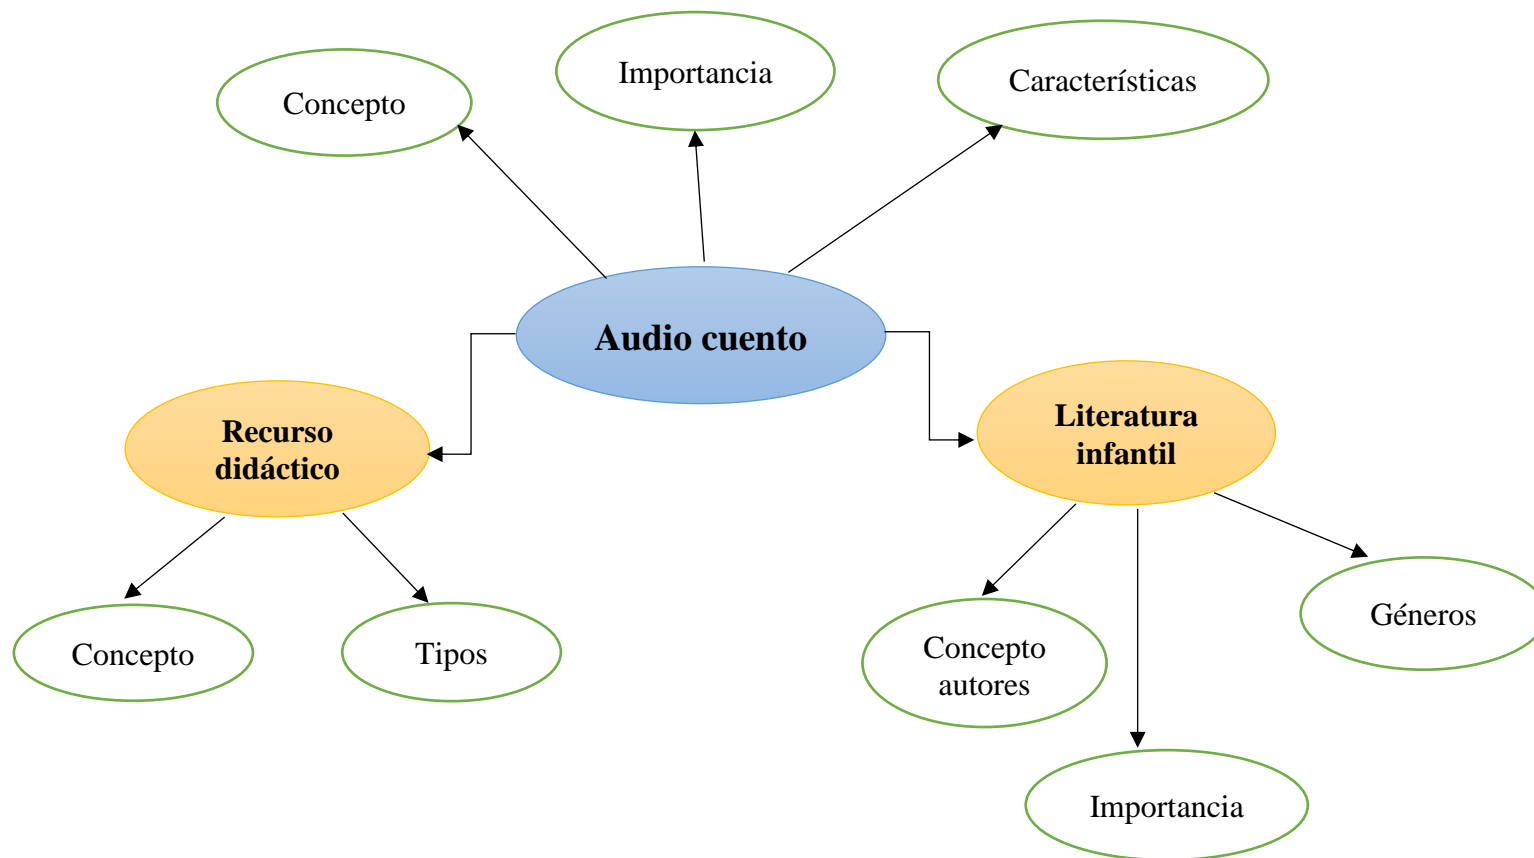 Concepto
Importancia
Características
Audio cuento
Recurso
didáctico
Literatura
infantil
Concepto
Tipos
Concepto
autores
Géneros
Importancia